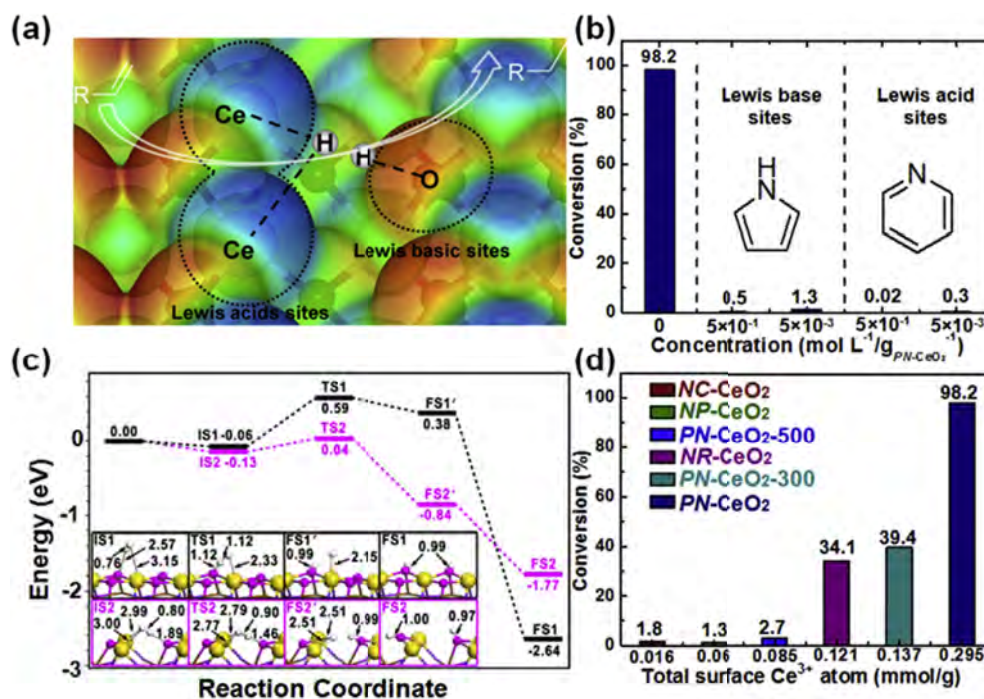 (a)
R
R
Ce
H
H
O
Ce
Lewis basic sites
Lewis acids sites
(b)
Conversion (%)
100
80
60
40
20
0
98.2
Lewis base
sites
Lewis acid
sites
H
N
N
0.5
1.3
0.02
0.3
0
5×10⁻¹
5×10⁻³
5×10⁻¹
5×10⁻³
Concentration (mol L⁻¹/g_PN-CeO₂⁻¹)
(c)
Energy (eV)
0
-1
-2
-3
0.00
IS1 -0.06
IS2 -0.13
TS1
0.59
TS2
0.04
FS1'
0.38
FS2'
-0.84
FS2
-1.77
FS1
-2.64
IS1
2.57
0.76
3.15
TS1
1.12
1.12
2.33
FS1'
0.99
2.15
FS1
0.99
IS2
2.99
0.80
3.00
1.89
TS2
2.79
0.90
2.77
1.46
FS2'
2.51
2.51
0.99
FS2
1.00
0.97
Reaction Coordinate
(d)
Conversion (%)
100
80
60
40
20
0
NC-CeO₂
NP-CeO₂
PN-CeO₂-500
NR-CeO₂
PN-CeO₂-300
PN-CeO₂
1.8
1.3
2.7
34.1
39.4
98.2
0.016
0.06
0.085
0.121
0.137
0.295
Total surface Ce³⁺ atom (mmol/g)